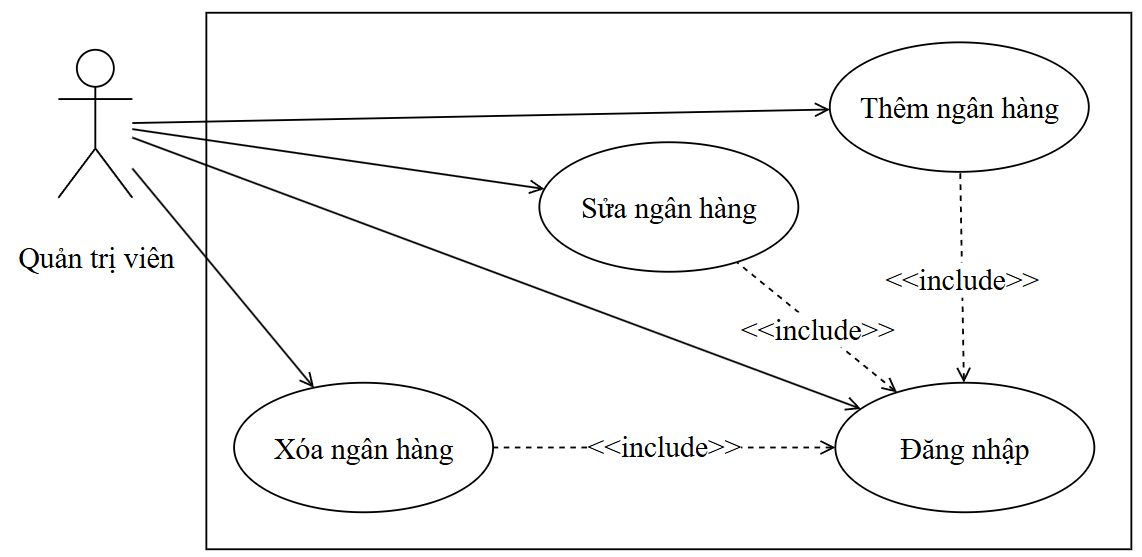 Thêm ngân hàng
Sửa ngân hàng
Quản trị viên
<<include>>
<<include>>
Xóa ngân hàng
<<include>>
Đăng nhập